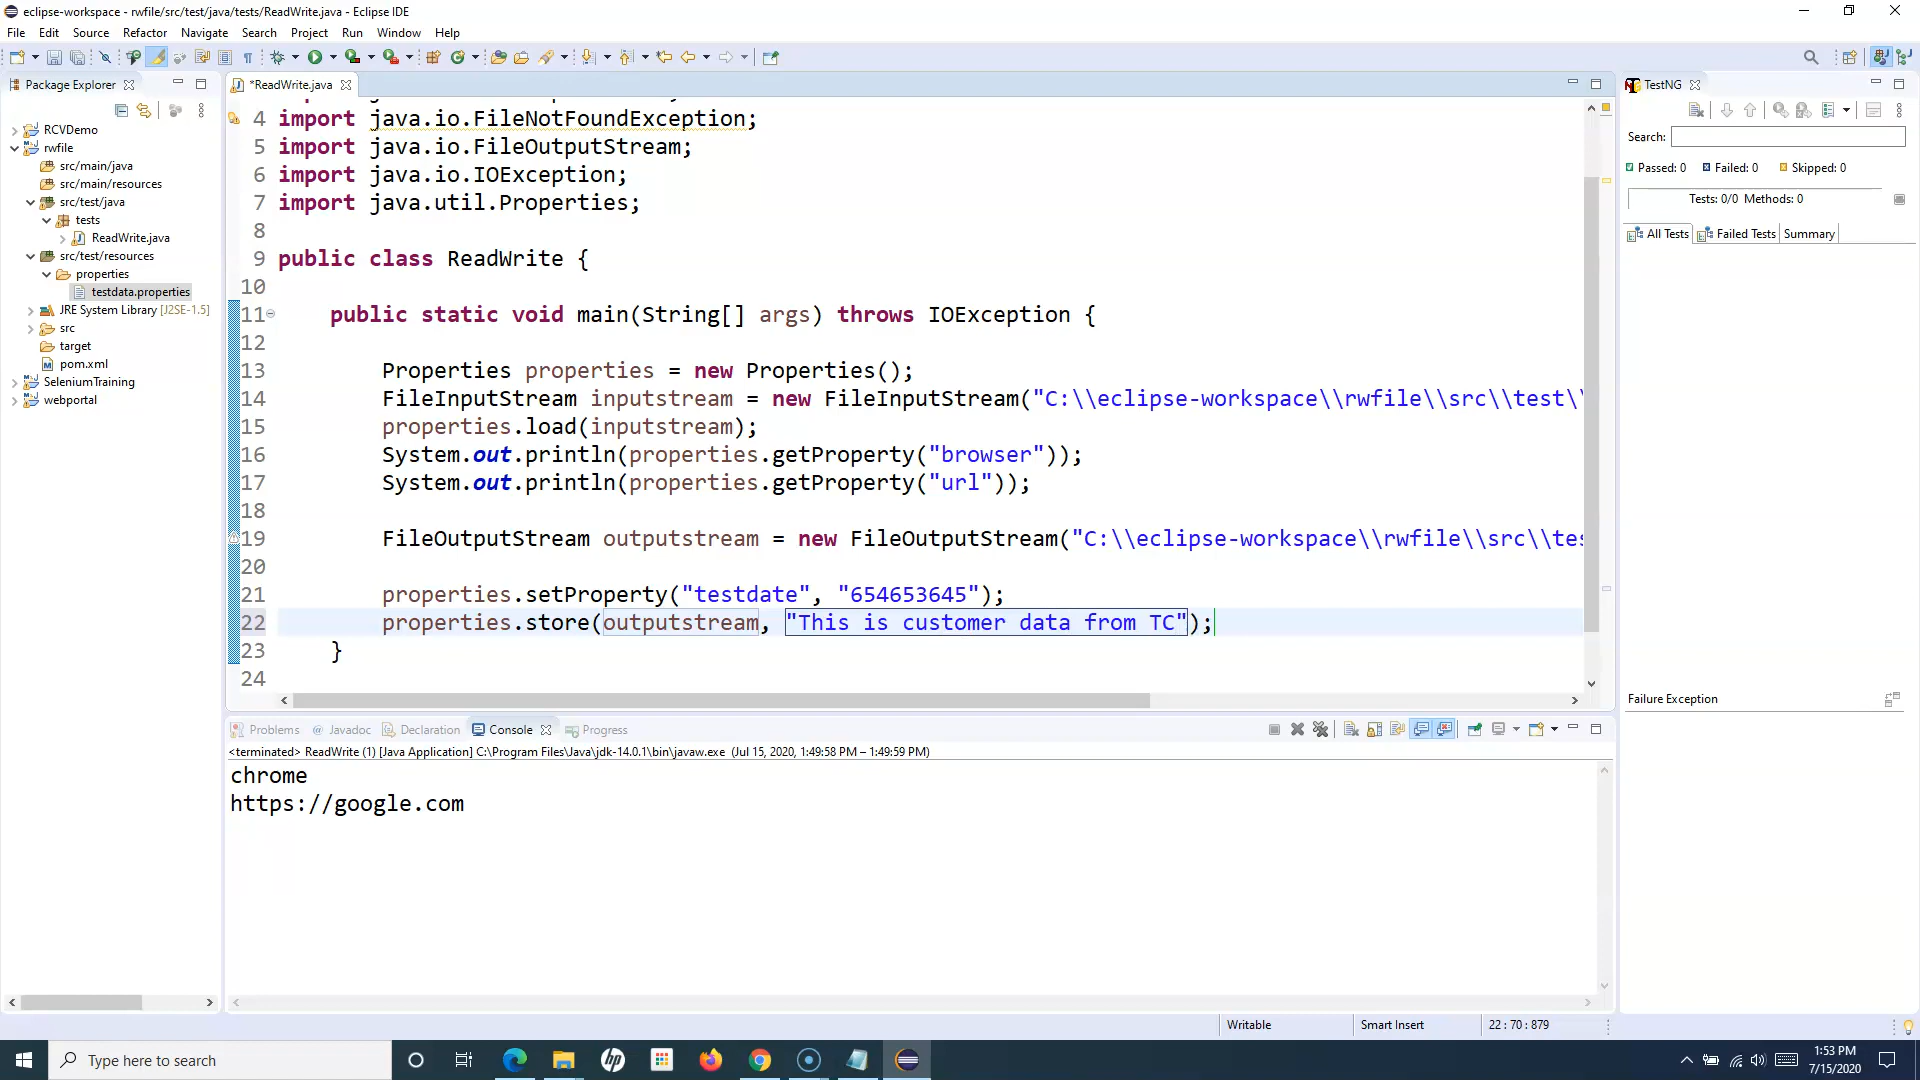 eclipse-workspace - rwfile/src/test/java/tests/ReadWrite.java - Eclipse IDE
File Edit Source Refactor Navigate Search Project Run Window Help
Package Explorer
RCVDemo
rwfile
src/main/java
src/main/resources
src/test/java
tests
ReadWrite.java
src/test/resources
properties
testdata.properties
JRE System Library [J2SE-1.5]
src
target
pom.xml
SeleniumTraining
webportal
*ReadWrite.java
4 import java.io.FileNotFoundException;
5 import java.io.FileOutputStream;
6 import java.io.IOException;
7 import java.util.Properties;
8
9 public class ReadWrite {
10
11 public static void main(String[] args) throws IOException {
12
13 Properties properties = new Properties();
14 FileInputStream inputstream = new FileInputStream("C:\\eclipse-workspace\\rwfile\\src\\test\\
15 properties.load(inputstream);
16 System.out.println(properties.getProperty("browser"));
17 System.out.println(properties.getProperty("url"));
18
19 FileOutputStream outputstream = new FileOutputStream("C:\\eclipse-workspace\\rwfile\\src\\tes
20
21 properties.setProperty("testdate", "654653645");
22 properties.store(outputstream, "This is customer data from TC");
23 }
24
Problems @ Javadoc Declaration Console Progress
<terminated> ReadWrite (1) [Java Application] C:\Program Files\Java\jdk-14.0.1\bin\javaw.exe (Jul 15, 2020, 1:49:58 PM – 1:49:59 PM)
chrome
https://google.com
TestNG
Search:
Passed: 0 Failed: 0 Skipped: 0
Tests: 0/0 Methods: 0
All Tests Failed Tests Summary
Failure Exception
Writable Smart Insert 22 : 70 : 879
Type here to search
hp
1:53 PM
7/15/2020